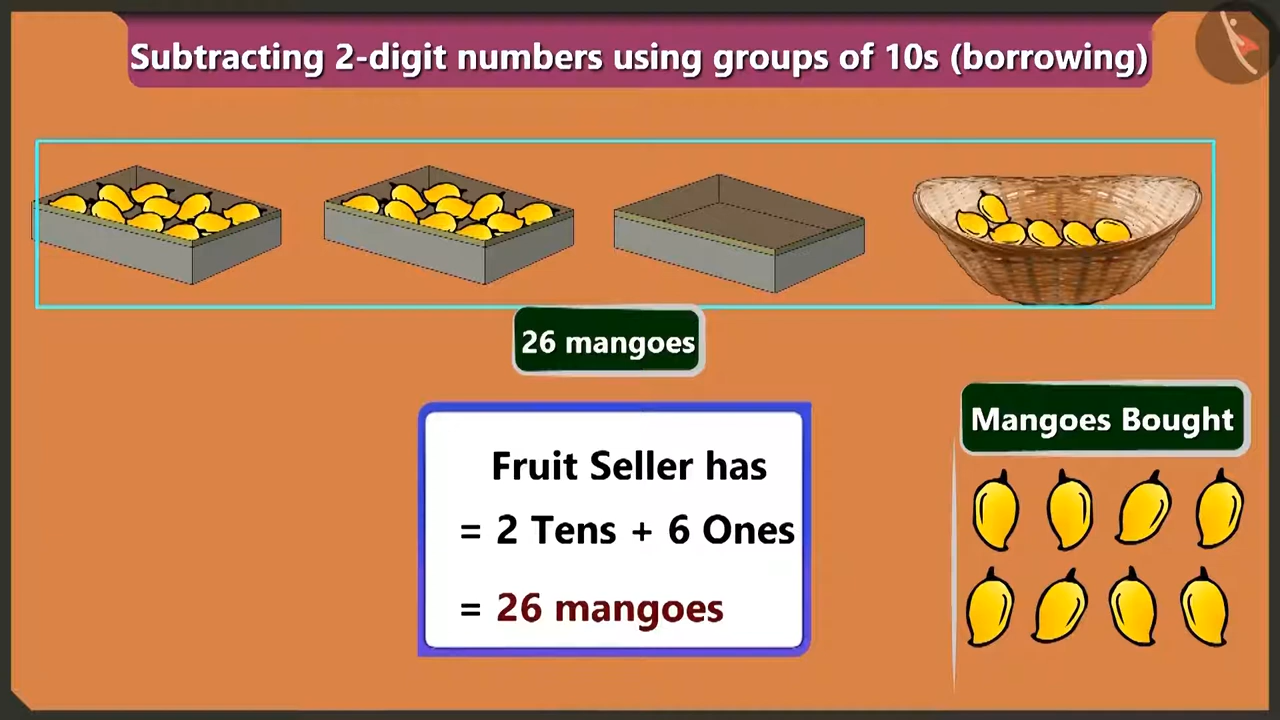 Subtracting 2-digit numbers using groups of 10s (borrowing)
26 mangoes
Fruit Seller has
= 2 Tens + 6 Ones
= 26 mangoes
Mangoes Bought